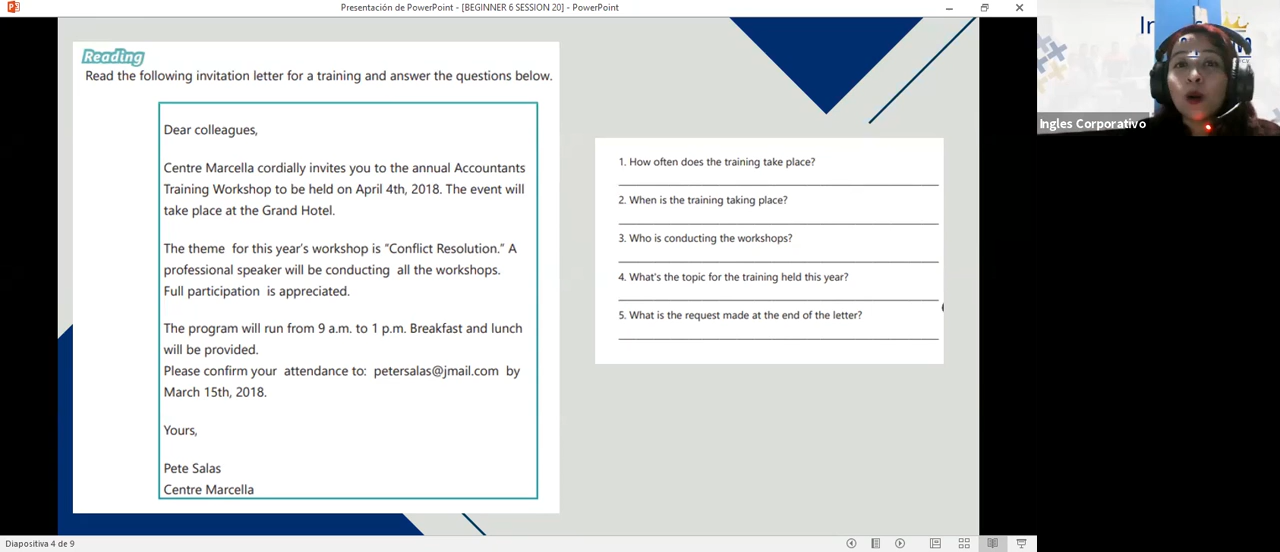 Presentación de PowerPoint - [BEGINNER 6 SESSION 20] - PowerPoint
Reading
Read the following invitation letter for a training and answer the questions below.
Dear colleagues,
Centre Marcella cordially invites you to the annual Accountants
Training Workshop to be held on April 4th, 2018. The event will
take place at the Grand Hotel.
The theme for this year's workshop is “Conflict Resolution.” A
professional speaker will be conducting all the workshops.
Full participation is appreciated.
The program will run from 9 a.m. to 1 p.m. Breakfast and lunch
will be provided.
Please confirm your attendance to: petersalas@jmail.com by
March 15th, 2018.
Yours,
Pete Salas
Centre Marcella
1. How often does the training take place?
2. When is the training taking place?
3. Who is conducting the workshops?
4. What's the topic for the training held this year?
5. What is the request made at the end of the letter?
Ingles Corporativo
Diapositiva 4 de 9